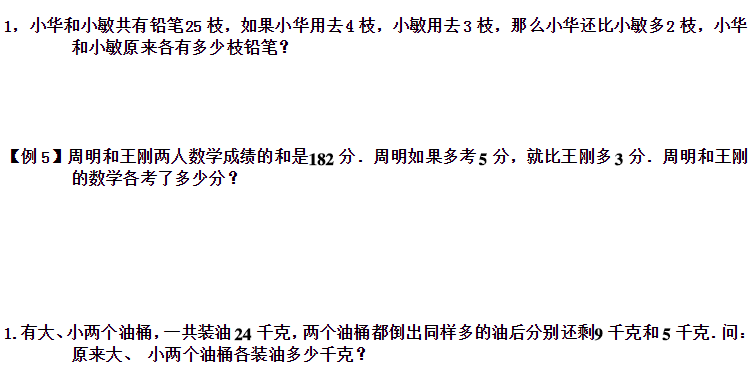 1，小华和小敏共有铅笔25 枝，如果小华用去4 枝，小敏用去3 枝，那么小华还比小敏多2 枝，小华
和小敏原来各有多少枝铅笔？
【例 5】周明和王刚两人数学成绩的和是182 分．周明如果多考 5 分，就比王刚多 3 分．周明和王刚
的数学各考了多少分？
1.有大、小两个油桶，一共装油 24 千克，两个油桶都倒出同样多的油后分别还剩9 千克和 5 千克．问：
原来大、 小两个油桶各装油多少千克？